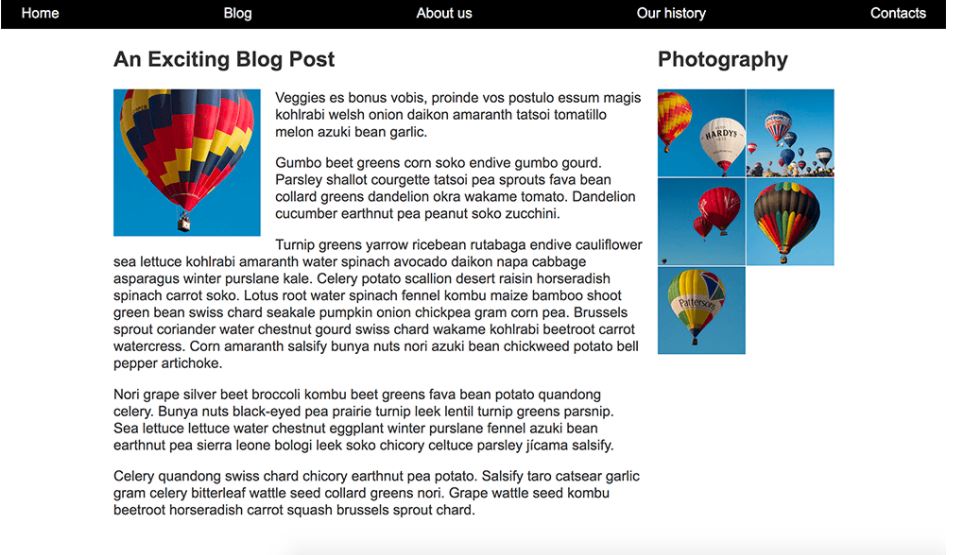 Home Blog About us Our history Contacts
An Exciting Blog Post
Veggies es bonus vobis, proinde vos postulo essum magis
kohlrabi welsh onion daikon amaranth tatsoi tomatillo
melon azuki bean garlic.
Gumbo beet greens corn soko endive gumbo gourd.
Parsley shallot courgette tatsoi pea sprouts fava bean
collard greens dandelion okra wakame tomato. Dandelion
cucumber earthnut pea peanut soko zucchini.
Turnip greens yarrow ricebean rutabaga endive cauliflower
sea lettuce kohlrabi amaranth water spinach avocado daikon napa cabbage
asparagus winter purslane kale. Celery potato scallion desert raisin horseradish
spinach carrot soko. Lotus root water spinach fennel kombu maize bamboo shoot
green bean swiss chard seakale pumpkin onion chickpea gram corn pea. Brussels
sprout coriander water chestnut gourd swiss chard wakame kohlrabi beetroot carrot
watercress. Corn amaranth salsify bunya nuts nori azuki bean chickweed potato bell
pepper artichoke.
Nori grape silver beet broccoli kombu beet greens fava bean potato quandong
celery. Bunya nuts black-eyed pea prairie turnip leek lentil turnip greens parsnip.
Sea lettuce lettuce water chestnut eggplant winter purslane fennel azuki bean
earthnut pea sierra leone bologi leek soko chicory celtuce parsley jícama salsify.
Celery quandong swiss chard chicory earthnut pea potato. Salsify taro catsear garlic
gram celery bitterleaf wattle seed collard greens nori. Grape wattle seed kombu
beetroot horseradish carrot squash brussels sprout chard.
Photography
HARDYS
Patterson